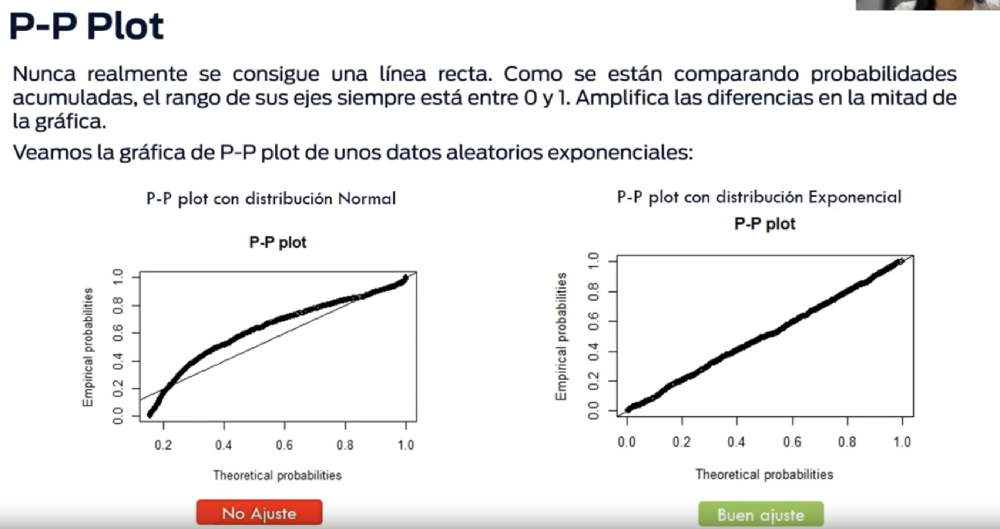 P-P Plot
Nunca realmente se consigue una línea recta. Como se están comparando probabilidades
acumuladas, el rango de sus ejes siempre está entre 0 y 1. Amplifica las diferencias en la mitad de
la gráfica.
Veamos la gráfica de P-P plot de unos datos aleatorios exponenciales:
P-P plot con distribución Normal
P-P plot
Empirical probabilities
1.0
0.8
0.6
0.4
0.2
0.0
0.2 0.4 0.6 0.8 1.0
Theoretical probabilities
No Ajuste
P-P plot con distribución Exponencial
P-P plot
Empirical probabilities
1.0
0.8
0.6
0.4
0.2
0.0
0.0 0.2 0.4 0.6 0.8 1.0
Theoretical probabilities
Buen ajuste